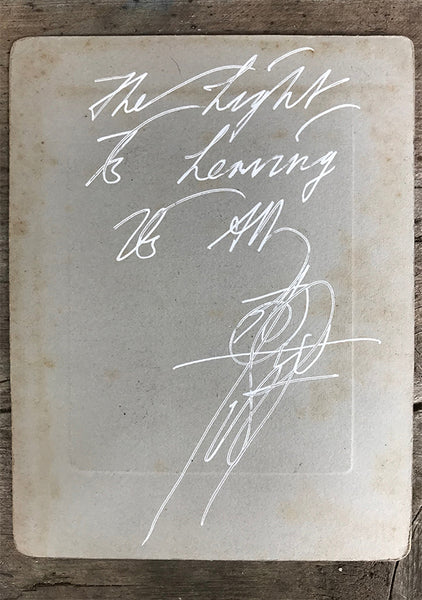 The Light
Is Leaving
Us All